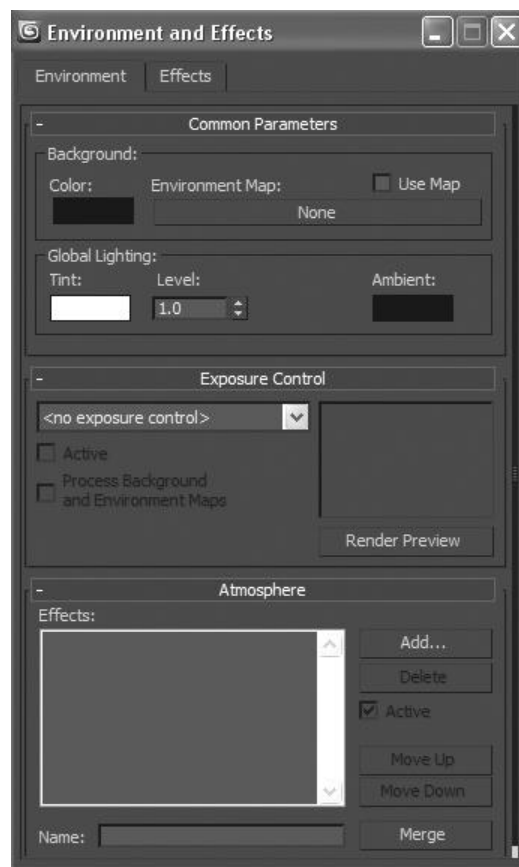 Environment and Effects
Environment Effects
- Common Parameters
Background:
Color: Environment Map: Use Map
None
Global Lighting:
Tint: Level: Ambient:
1.0
- Exposure Control
<no exposure control>
Active
Process Background
and Environment Maps
Render Preview
- Atmosphere
Effects:
Add...
Delete
Active
Move Up
Move Down
Name: Merge